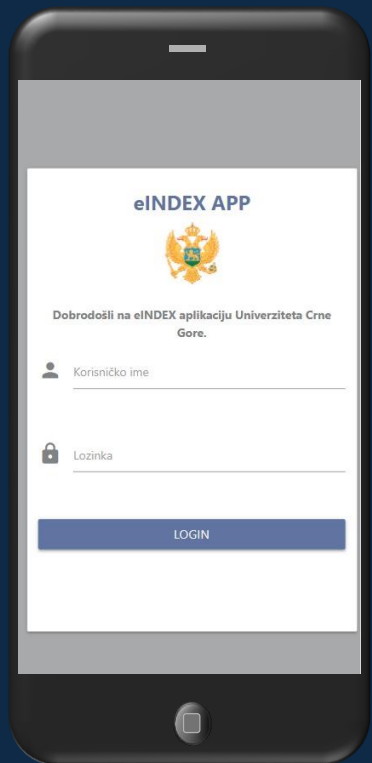 eINDEX APP
Dobrodošli na eINDEX aplikaciju Univerziteta Crne
Gore.
Korisničko ime
Lozinka
LOGIN